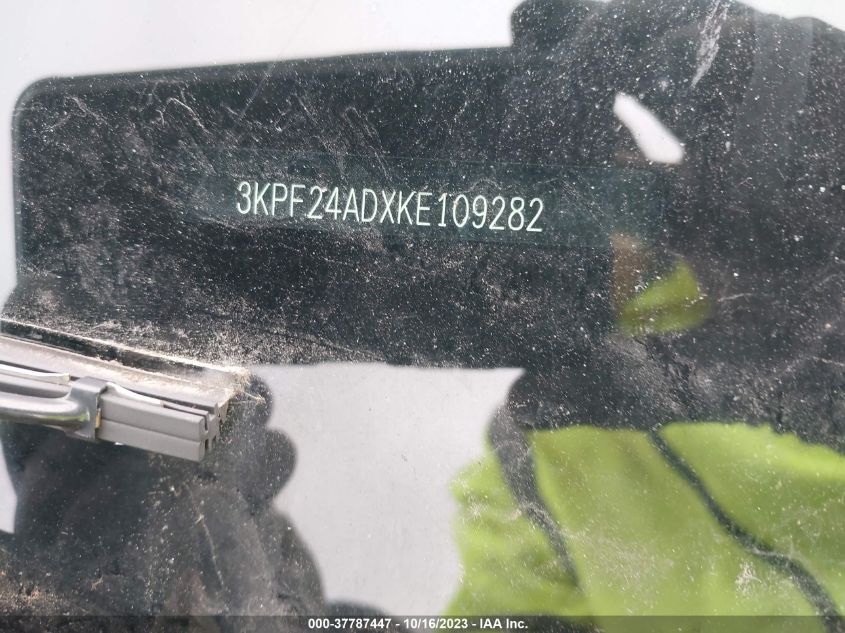 3KPF24ADXKE109282
000-37787447 - 10/16/2023 - IAA Inc.